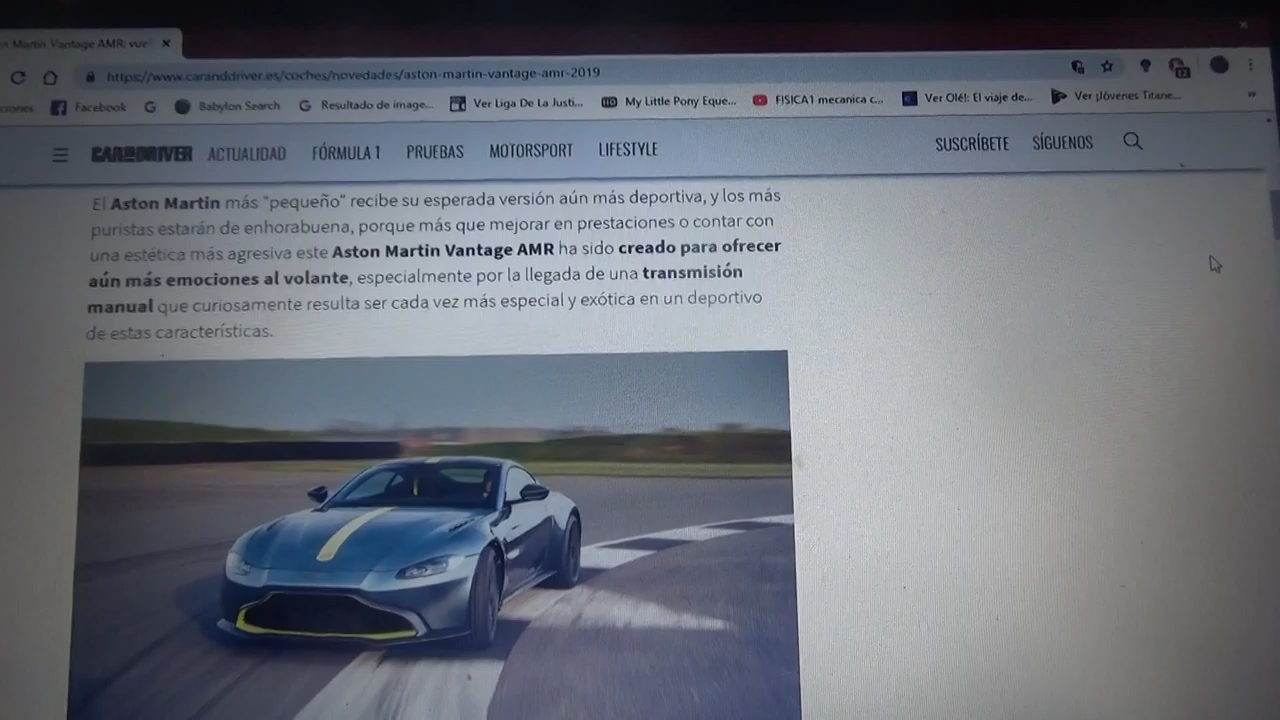 n Martin Vantage AMR: vue
https://www.caranddriver.es/coches/novedades/aston-martin-vantage-amr-2019
ciones Facebook Babylon Search Resultado de image... Ver Liga De La Justi... My Little Pony Eque... FISICA1 mecanica c... Ver Olé!: El viaje de... Ver ¡Jóvenes Titane...
CAR AND DRIVER ACTUALIDAD FÓRMULA 1 PRUEBAS MOTORSPORT LIFESTYLE SUSCRÍBETE SÍGUENOS
El Aston Martin más "pequeño" recibe su esperada versión aún más deportiva, y los más
puristas estarán de enhorabuena, porque más que mejorar en prestaciones o contar con
una estética más agresiva este Aston Martin Vantage AMR ha sido creado para ofrecer
aún más emociones al volante, especialmente por la llegada de una transmisión
manual que curiosamente resulta ser cada vez más especial y exótica en un deportivo
de estas características.